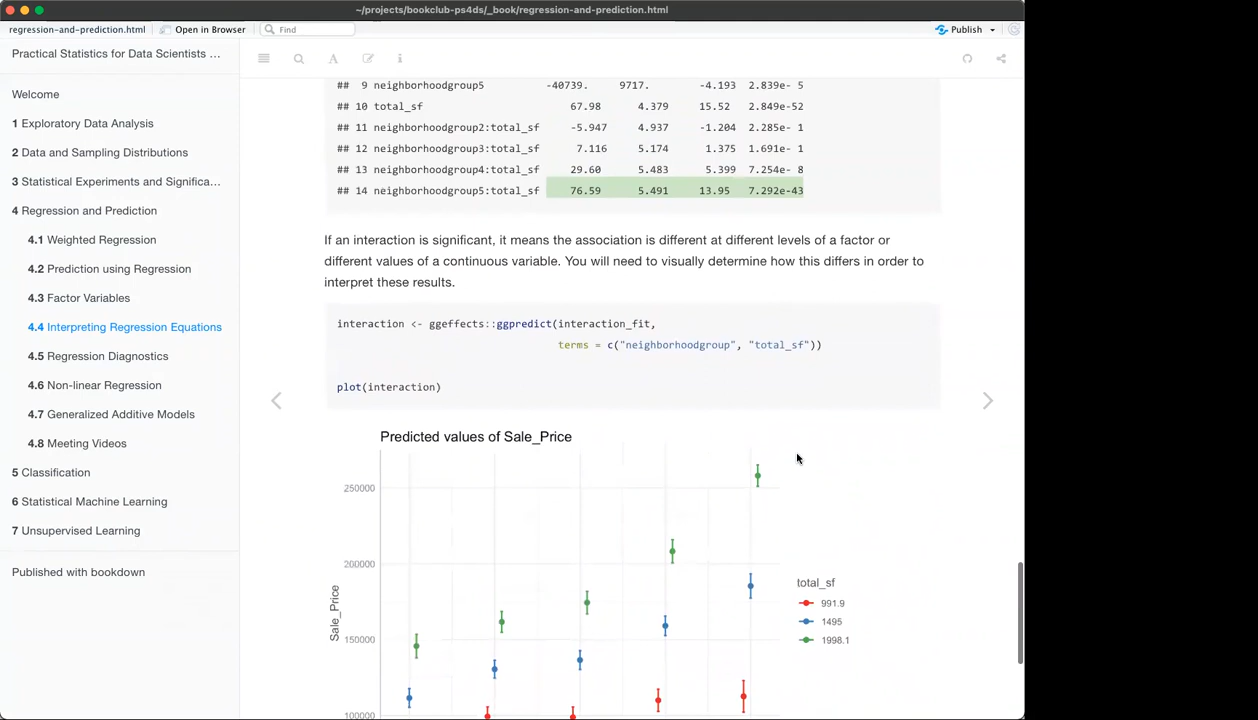 ~/projects/bookclub-ps4ds/_book/regression-and-prediction.html
regression-and-prediction.html
Open in Browser
Find
Publish
Practical Statistics for Data Scientists ...
Welcome
1 Exploratory Data Analysis
2 Data and Sampling Distributions
3 Statistical Experiments and Significa...
4 Regression and Prediction
4.1 Weighted Regression
4.2 Prediction using Regression
4.3 Factor Variables
4.4 Interpreting Regression Equations
4.5 Regression Diagnostics
4.6 Non-linear Regression
4.7 Generalized Additive Models
4.8 Meeting Videos
5 Classification
6 Statistical Machine Learning
7 Unsupervised Learning
Published with bookdown
## 9 neighborhoodgroup5 -40739. 9717. -4.193 2.839e- 5
## 10 total_sf 67.98 4.379 15.52 2.849e-52
## 11 neighborhoodgroup2:total_sf -5.947 4.937 -1.204 2.285e- 1
## 12 neighborhoodgroup3:total_sf 7.116 5.174 1.375 1.691e- 1
## 13 neighborhoodgroup4:total_sf 29.60 5.483 5.399 7.254e- 8
## 14 neighborhoodgroup5:total_sf 76.59 5.491 13.95 7.292e-43
If an interaction is significant, it means the association is different at different levels of a factor or
different values of a continuous variable. You will need to visually determine how this differs in order to
interpret these results.
interaction <- ggeffects::ggpredict(interaction_fit,
terms = c("neighborhoodgroup", "total_sf"))
plot(interaction)
Predicted values of Sale_Price
250000
200000
150000
100000
Sale_Price
total_sf
991.9
1495
1998.1